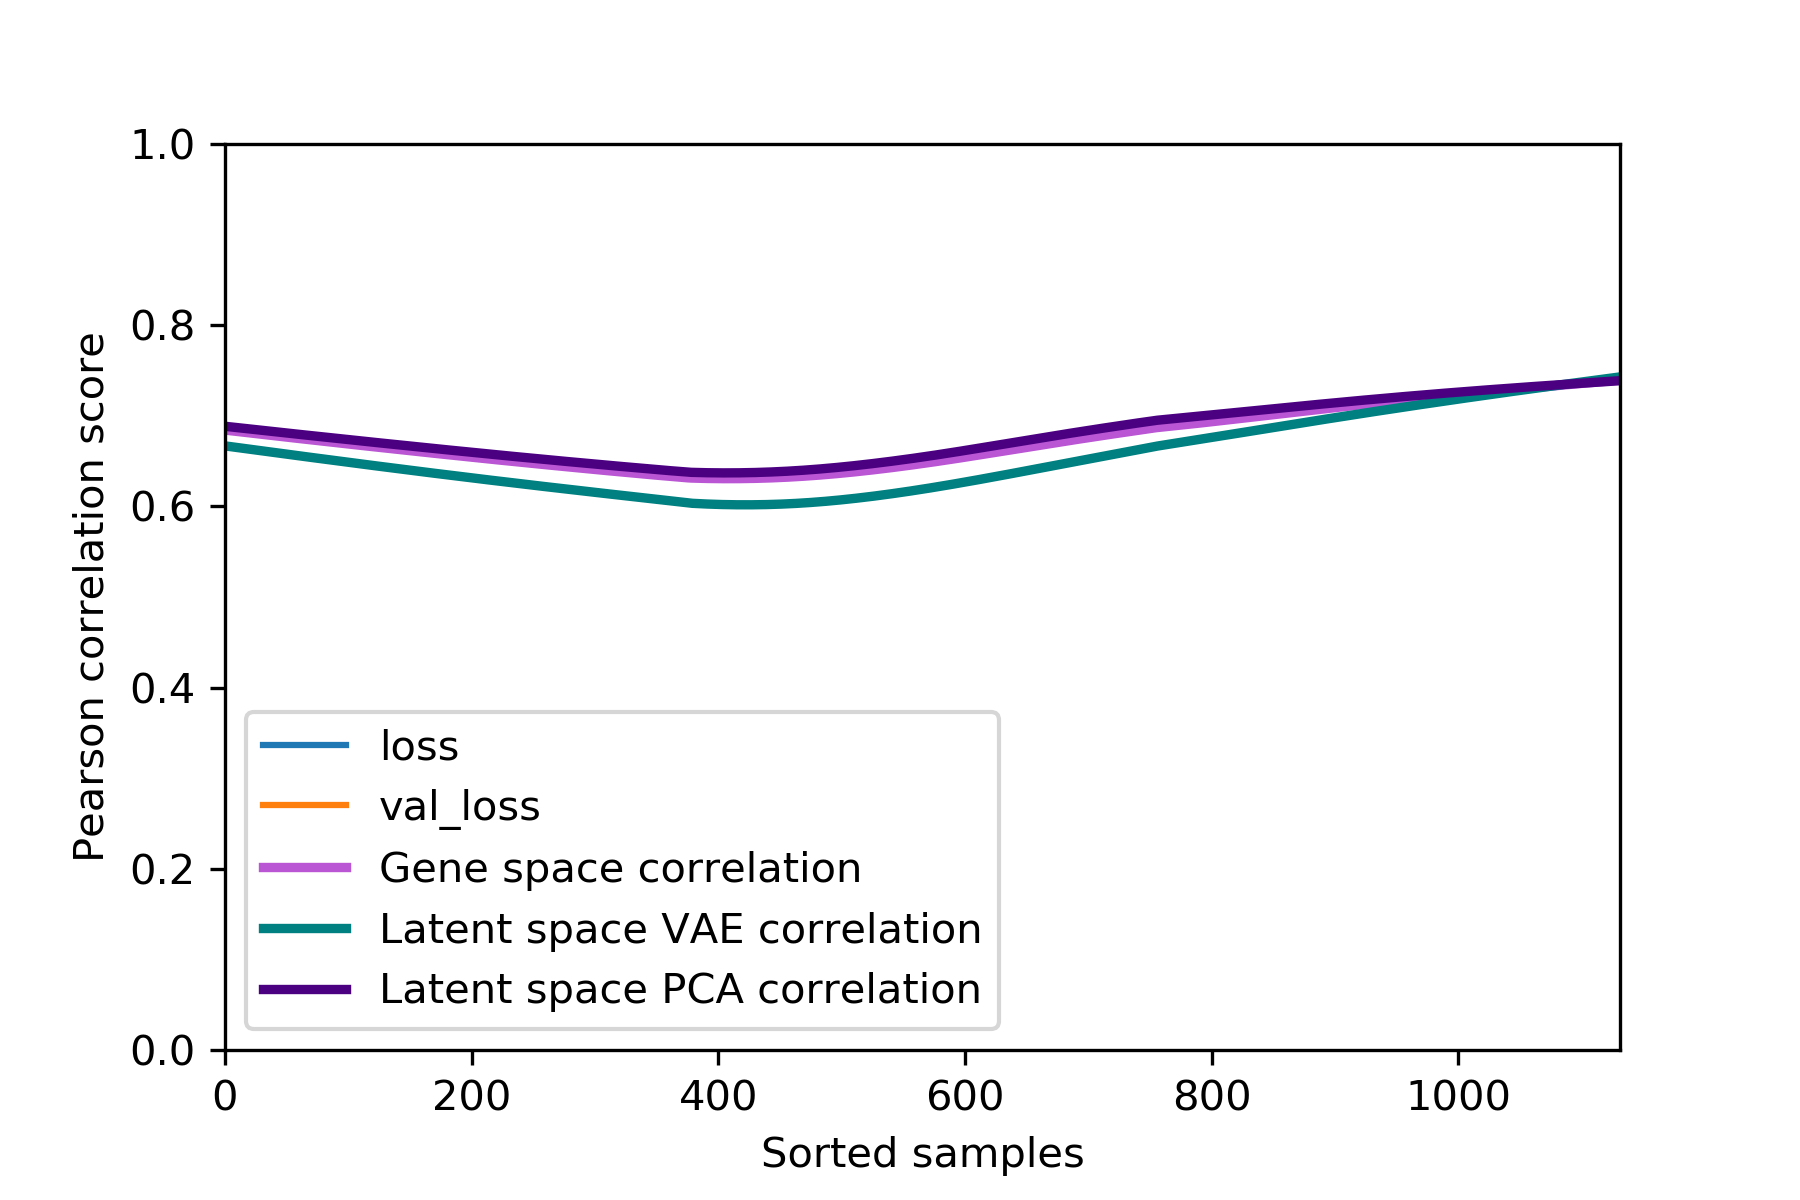 1.0
0.8
0.6
0.4
0.2
0.0
Pearson correlation score
loss
val_loss
Gene space correlation
Latent space VAE correlation
Latent space PCA correlation
0 200 400 600 800 1000
Sorted samples